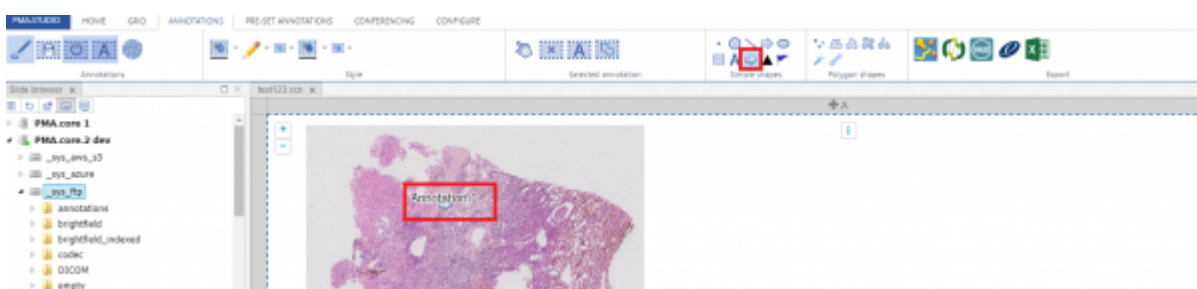 PMA.STUDIO HOME GRID ANNOTATIONS PRE-SET ANNOTATIONS CONFERENCING CONFIGURE
Annotations Style Selected annotation Simple shapes Polygon shapes Export
Slide browser x test123.scn x
A
PMA.core 1
PMA.core.2 dev
_sys_aws_s3
_sys_azure
_sys_ftp
annotations
Annotation 1
brightfield
brightfield_indexed
codec
DICOM
empty